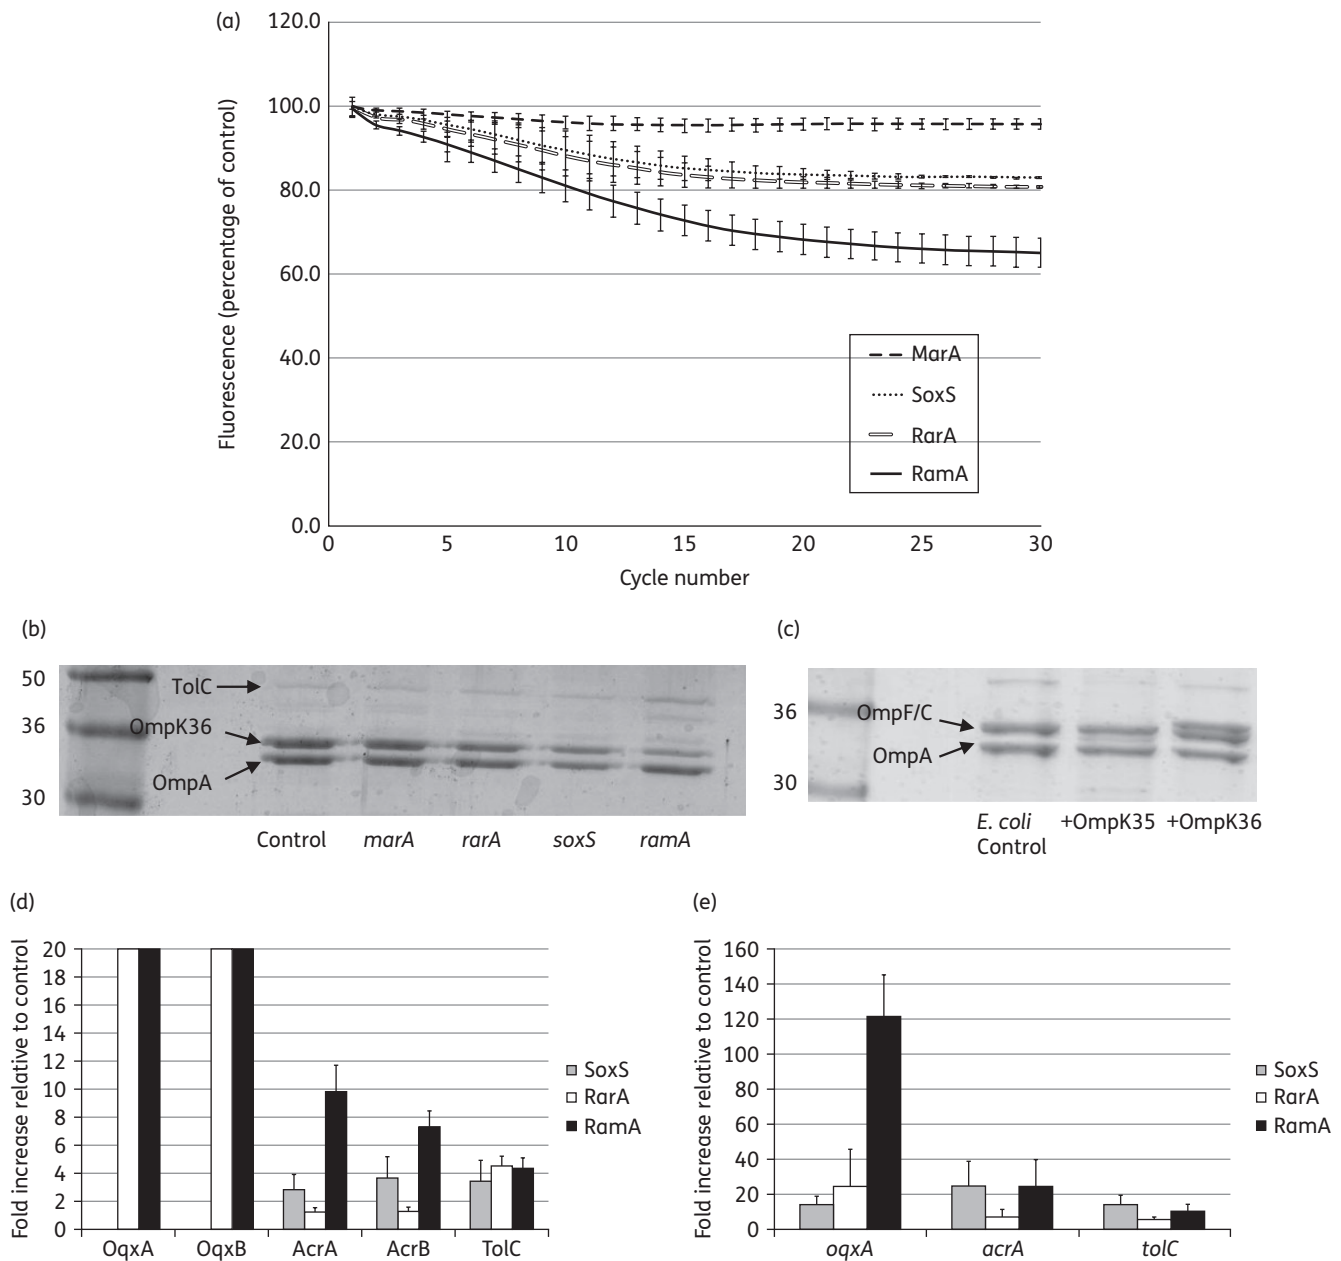 (a)
120.0
100.0
80.0
60.0
40.0
20.0
0.0
Fluorescence (percentage of control)
0 5 10 15 20 25 30
Cycle number
MarA
SoxS
RarA
RamA
(b)
50
36
30
TolC
OmpK36
OmpA
Control marA rarA soxS ramA
(c)
36
30
OmpF/C
OmpA
E. coli +OmpK35 +OmpK36
Control
(d)
Fold increase relative to control
20
18
16
14
12
10
8
6
4
2
0
OqxA OqxB AcrA AcrB TolC
SoxS
RarA
RamA
(e)
Fold increase relative to control
160
140
120
100
80
60
40
20
0
oqxA acrA tolC
SoxS
RarA
RamA